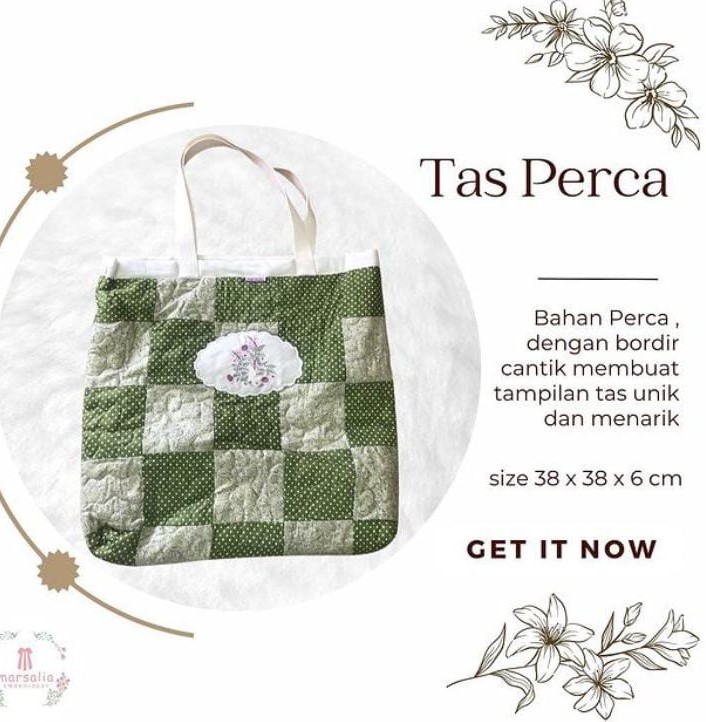 Tas Perca
Bahan Perca ,
dengan bordir
cantik membuat
tampilan tas unik
dan menarik
size 38 x 38 x 6 cm
GET IT NOW
marsalia